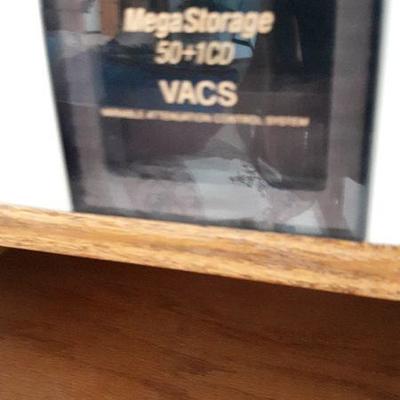 MegaStorage
50+1CD
VACS
VARIABLE ATTENUATION CONTROL SYSTEM